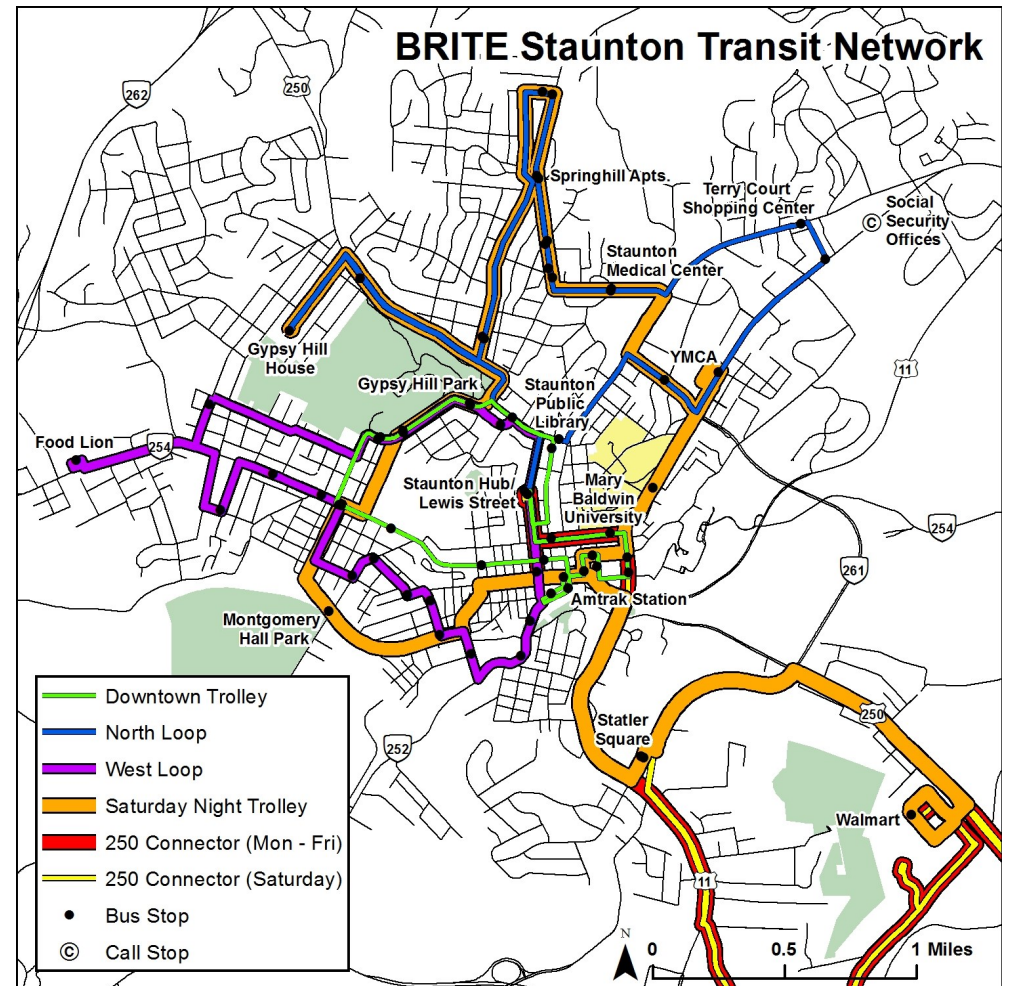 BRITE Staunton Transit Network
262
250
Springhill Apts.
Terry Court
Shopping Center
©
Social
Security
Offices
Staunton
Medical Center
Gypsy Hill
House
YMCA
11
Gypsy Hill Park
Staunton
Public
Library
Food Lion
254
Staunton Hub/
Lewis Street
Mary
Baldwin
University
254
261
Amtrak Station
Montgomery
Hall Park
Downtown Trolley
North Loop
West Loop
Saturday Night Trolley
250 Connector (Mon - Fri)
250 Connector (Saturday)
Bus Stop
© Call Stop
252
Statler
Square
250
Walmart
11
N
0 0.5 1 Miles